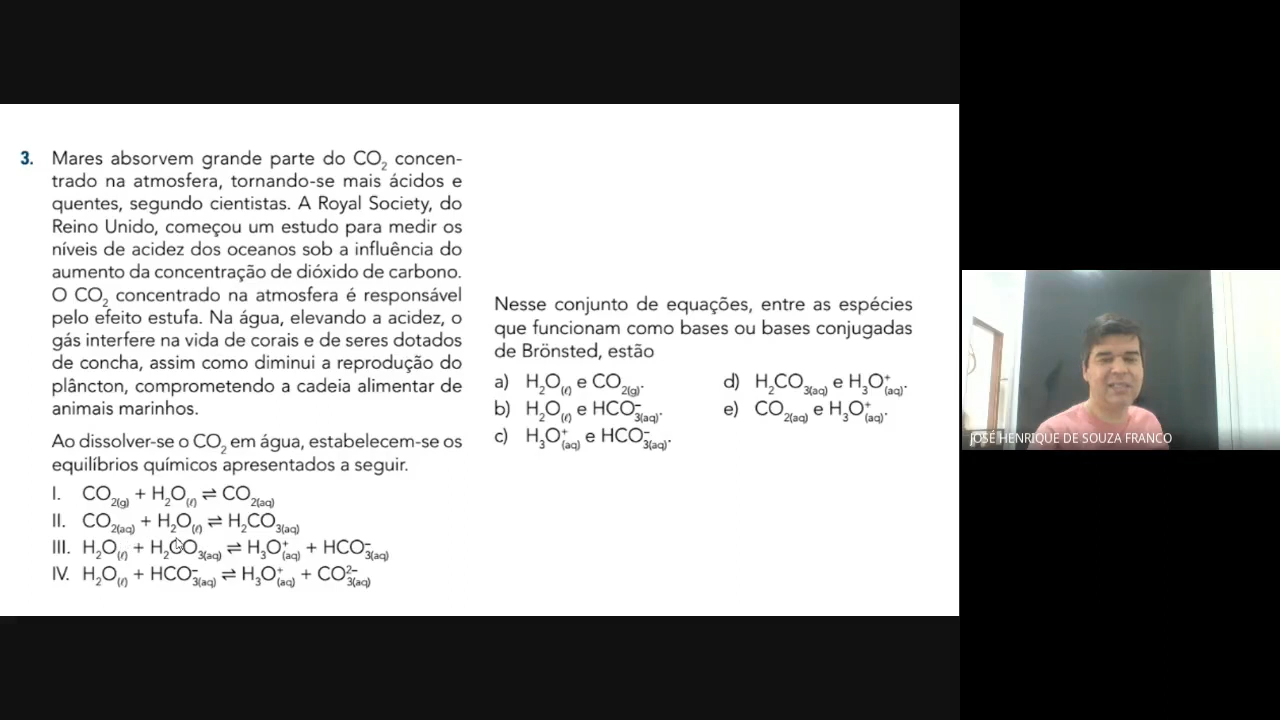 3. Mares absorvem grande parte do CO₂ concen-
trado na atmosfera, tornando-se mais ácidos e
quentes, segundo cientistas. A Royal Society, do
Reino Unido, começou um estudo para medir os
níveis de acidez dos oceanos sob a influência do
aumento da concentração de dióxido de carbono.
O CO₂ concentrado na atmosfera é responsável
pelo efeito estufa. Na água, elevando a acidez, o
gás interfere na vida de corais e de seres dotados
de concha, assim como diminui a reprodução do
plâncton, comprometendo a cadeia alimentar de
animais marinhos.
Ao dissolver-se o CO₂ em água, estabelecem-se os
equilíbrios químicos apresentados a seguir.
I. CO₂(g) + H₂O(ℓ) ⇌ CO₂(aq)
II. CO₂(aq) + H₂O(ℓ) ⇌ H₂CO₃(aq)
III. H₂O(ℓ) + H₂CO₃(aq) ⇌ H₃O⁺(aq) + HCO₃⁻(aq)
IV. H₂O(ℓ) + HCO₃⁻(aq) ⇌ H₃O⁺(aq) + CO₃²⁻(aq)
Nesse conjunto de equações, entre as espécies
que funcionam como bases ou bases conjugadas
de Brönsted, estão
a) H₂O(ℓ) e CO₂(g).
b) H₂O(ℓ) e HCO₃⁻(aq).
c) H₃O⁺(aq) e HCO₃⁻(aq).
d) H₂CO₃(aq) e H₃O⁺(aq).
e) CO₂(aq) e H₃O⁺(aq).
JOSÉ HENRIQUE DE SOUZA FRANCO